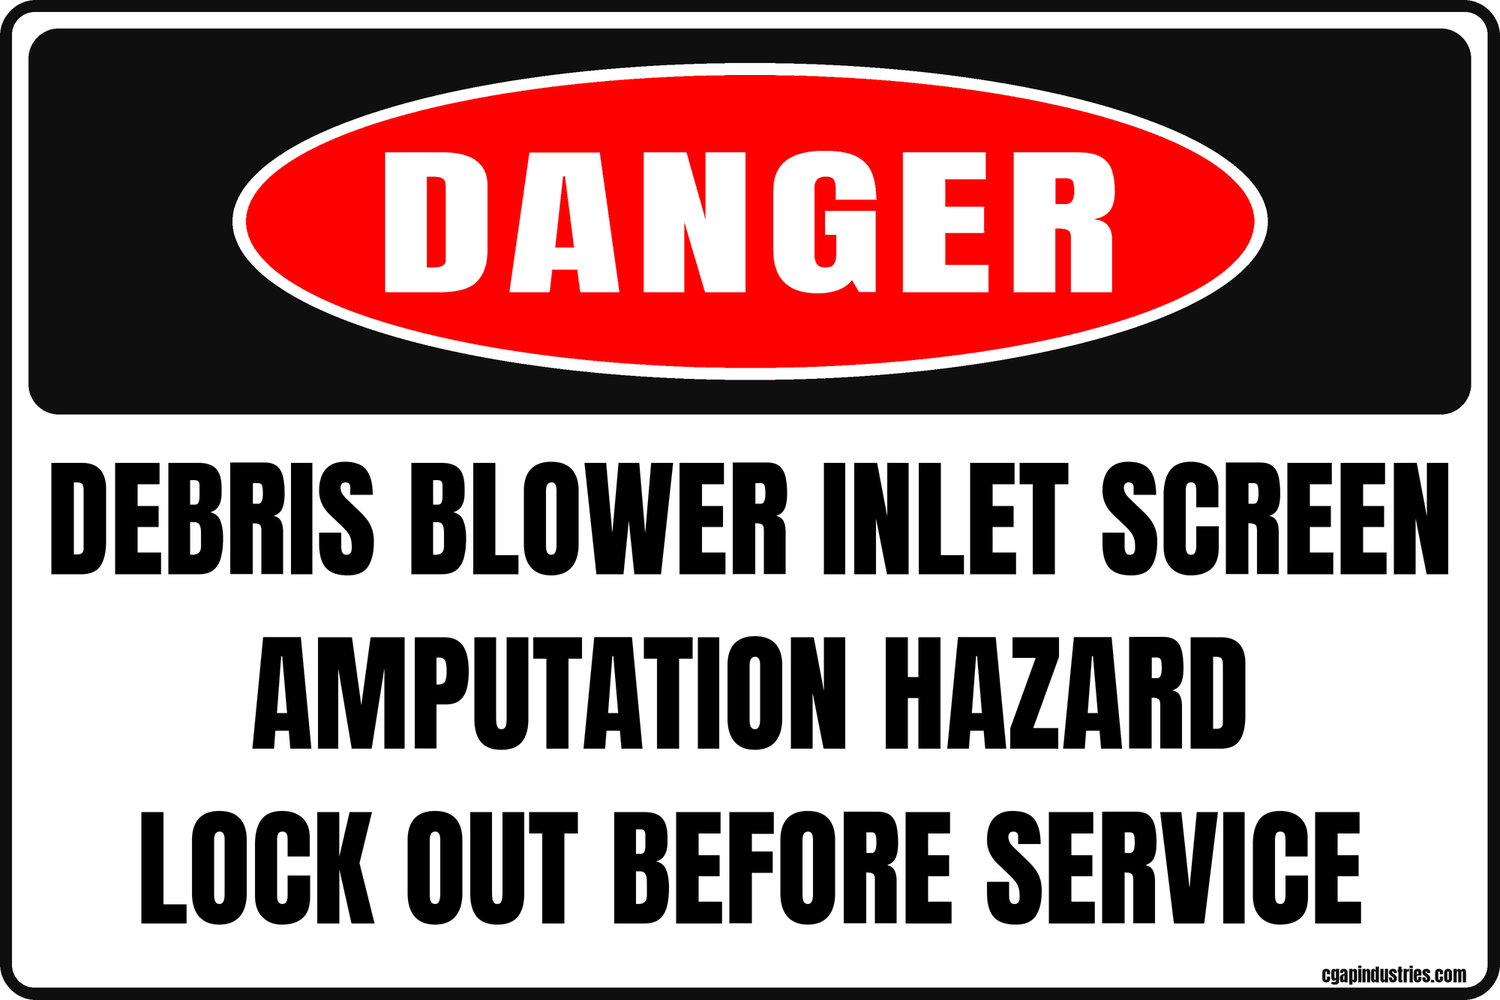 DANGER
DEBRIS BLOWER INLET SCREEN
AMPUTATION HAZARD
LOCK OUT BEFORE SERVICE
cgapindustries.com